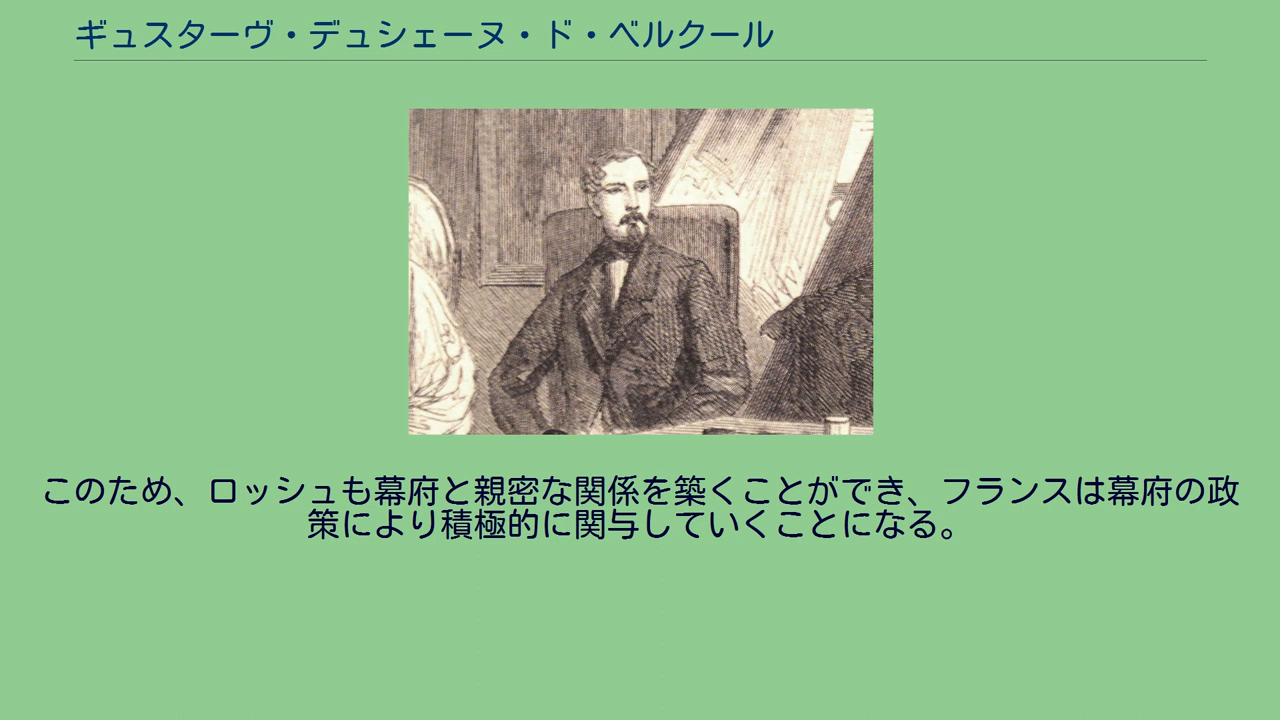 ギュスターヴ・デュシェーヌ・ド・ベルクール
このため、ロッシュも幕府と親密な関係を築くことができ、フランスは幕府の政
策により積極的に関与していくことになる。